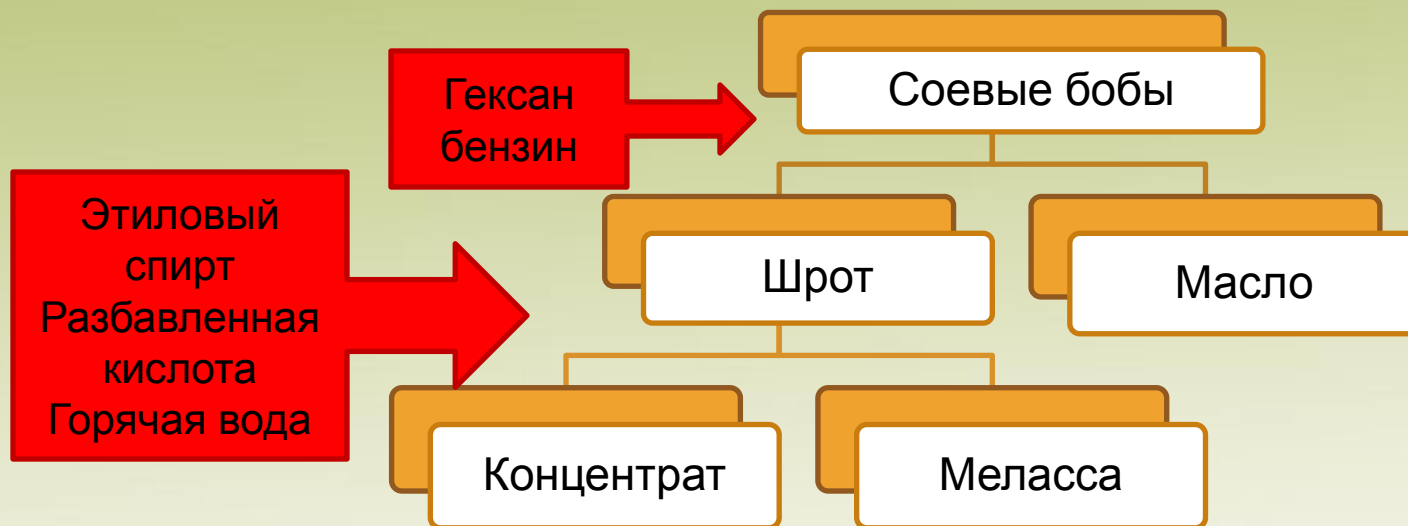 Соевые бобы
Гексан
бензин
Этиловый
спирт
Разбавленная
кислота
Горячая вода
Шрот
Масло
Концентрат
Меласса